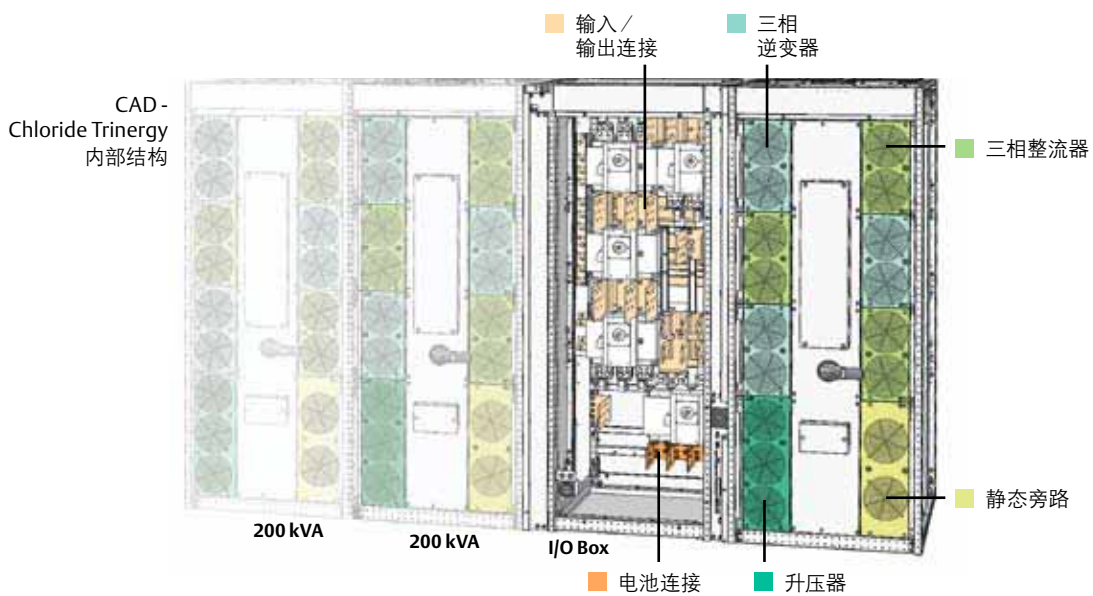 输入/
输出连接
三相
逆变器
CAD -
Chloride Trinergy
内部结构
三相整流器
静态旁路
200 kVA
200 kVA
I/O Box
电池连接
升压器